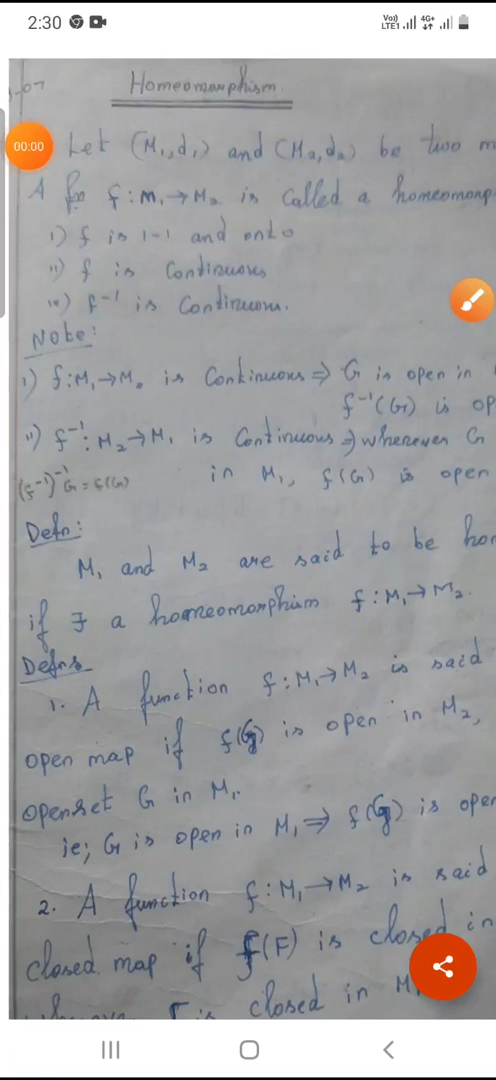 2:30
Vo))
LTE1
4G+
Homeomorphism.
00:00
Let (M₁,d₁) and (M₂,d₂) be two m
A fn f:M₁→M₂ is called a homeomorp
i) f is 1-1 and onto
ii) f is continuous
iii) f⁻¹ is continuous.
Note:
i) f:M₁→M₂ is continuous ⇒ G is open in
f⁻¹(G) is op
ii) f⁻¹:M₂→M₁ is continuous ⇒ whenever G
(f⁻¹)⁻¹G = f(G)
in M₁, f(G) is open
Defn:
M₁ and M₂ are said to be ho
if ∃ a homeomorphism f:M₁→M₂.
Defns
1. A function f:M₁→M₂ is said
open map if f(G) is open in M₂,
openset G in M₁.
ie; G is open in M₁ ⇒ f(G) is open
2. A function f:M₁→M₂ is said
closed map if f(F) is closed in
is closed in M₁